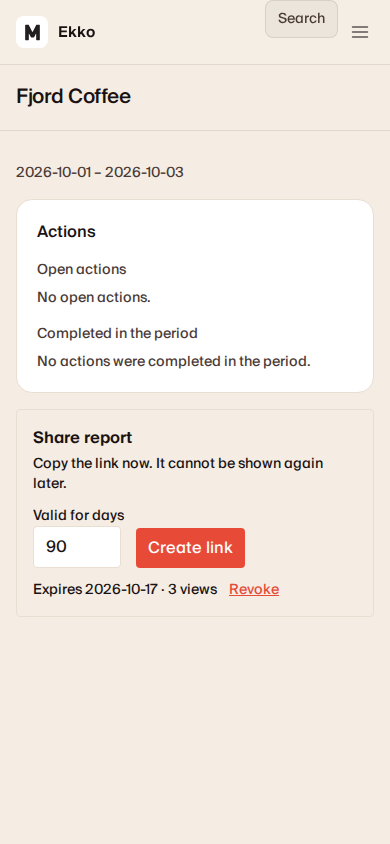 M Ekko
Search
Fjord Coffee
2026-10-01 – 2026-10-03
Actions
Open actions
No open actions.
Completed in the period
No actions were completed in the period.
Share report
Copy the link now. It cannot be shown again
later.
Valid for days
90
Create link
Expires 2026-10-17 · 3 views Revoke